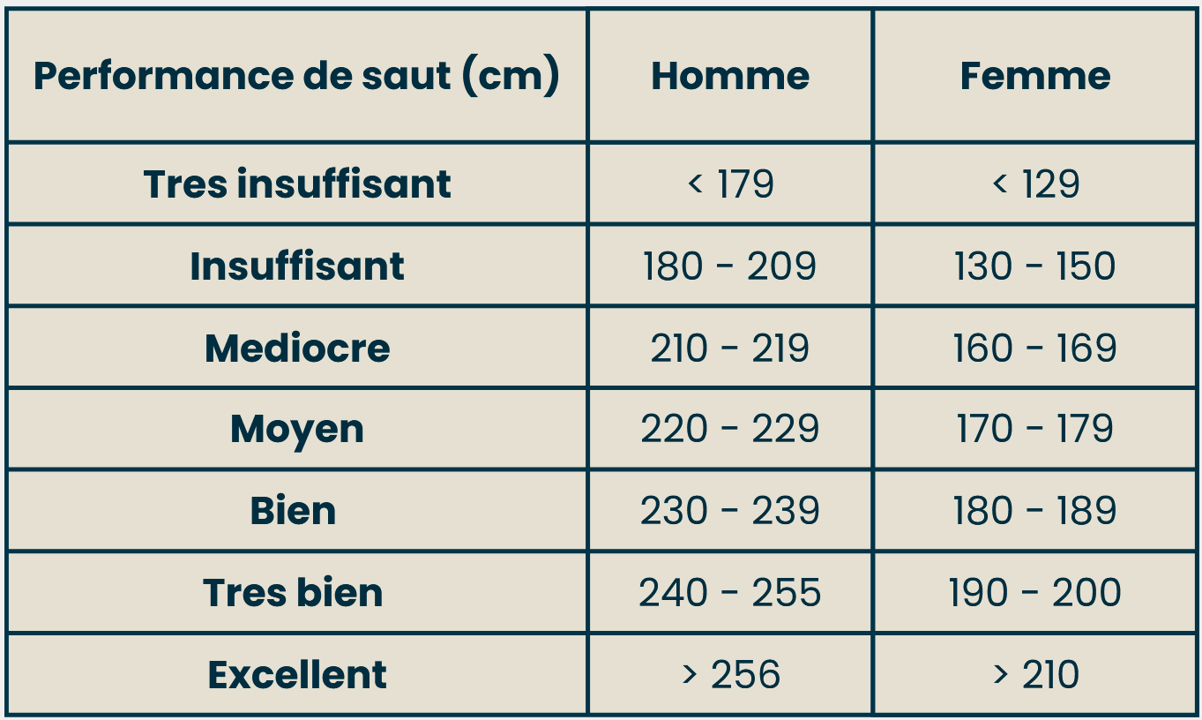 Performance de saut (cm) Homme Femme
Tres insuffisant < 179 < 129
Insuffisant 180 - 209 130 - 150
Mediocre 210 - 219 160 - 169
Moyen 220 - 229 170 - 179
Bien 230 - 239 180 - 189
Tres bien 240 - 255 190 - 200
Excellent > 256 > 210